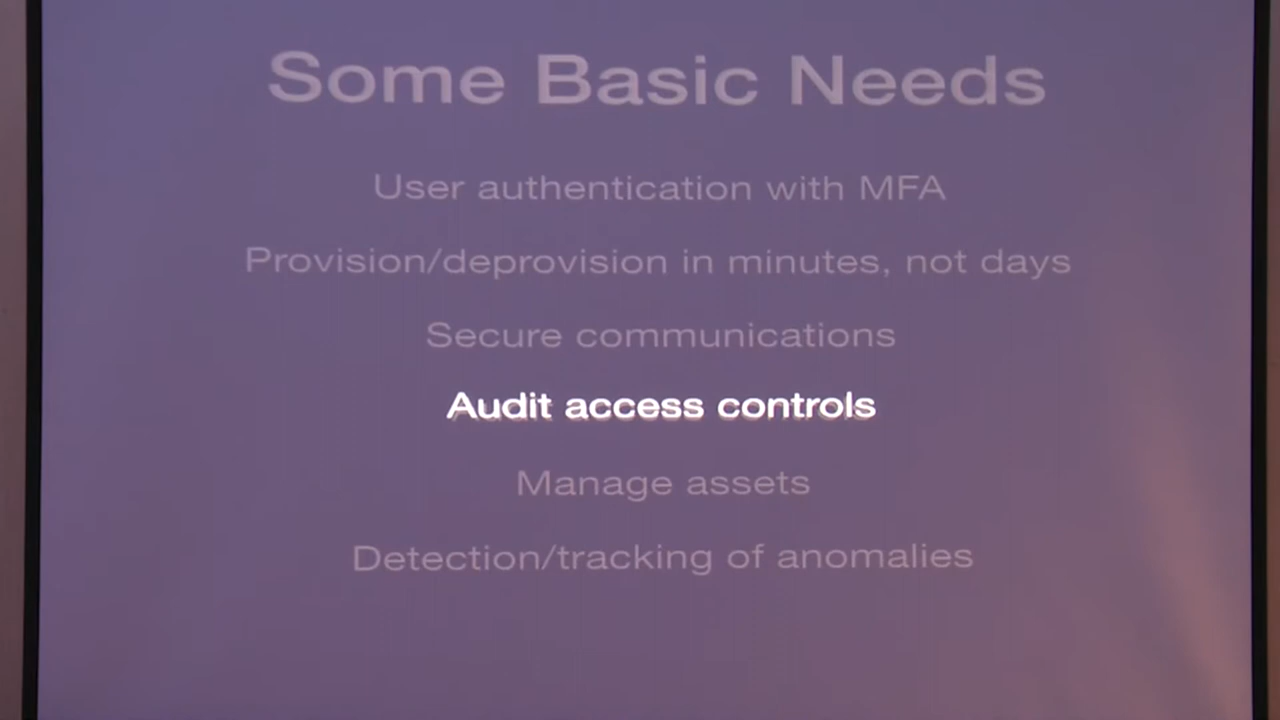 Some Basic Needs
User authentication with MFA
Provision/deprovision in minutes, not days
Secure communications
Audit access controls
Manage assets
Detection/tracking of anomalies